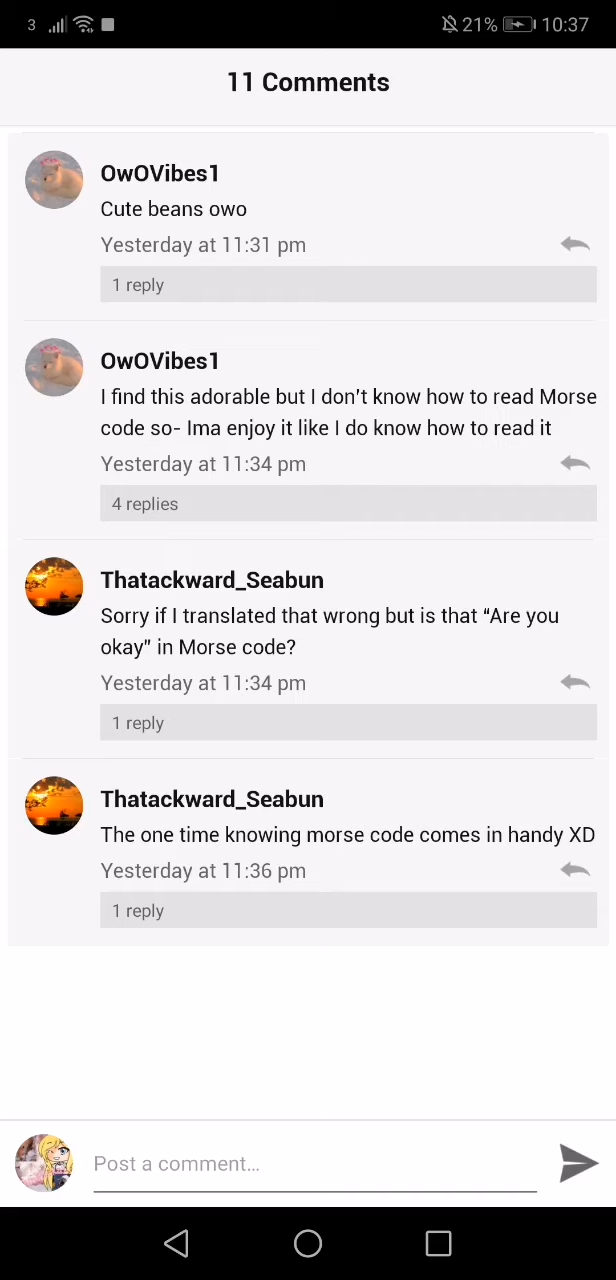 3 21% 10:37
11 Comments
OwOVibes1
Cute beans owo
Yesterday at 11:31 pm
1 reply
OwOVibes1
I find this adorable but I don't know how to read Morse
code so- Ima enjoy it like I do know how to read it
Yesterday at 11:34 pm
4 replies
Thatackward_Seabun
Sorry if I translated that wrong but is that “Are you
okay” in Morse code?
Yesterday at 11:34 pm
1 reply
Thatackward_Seabun
The one time knowing morse code comes in handy XD
Yesterday at 11:36 pm
1 reply
Post a comment...